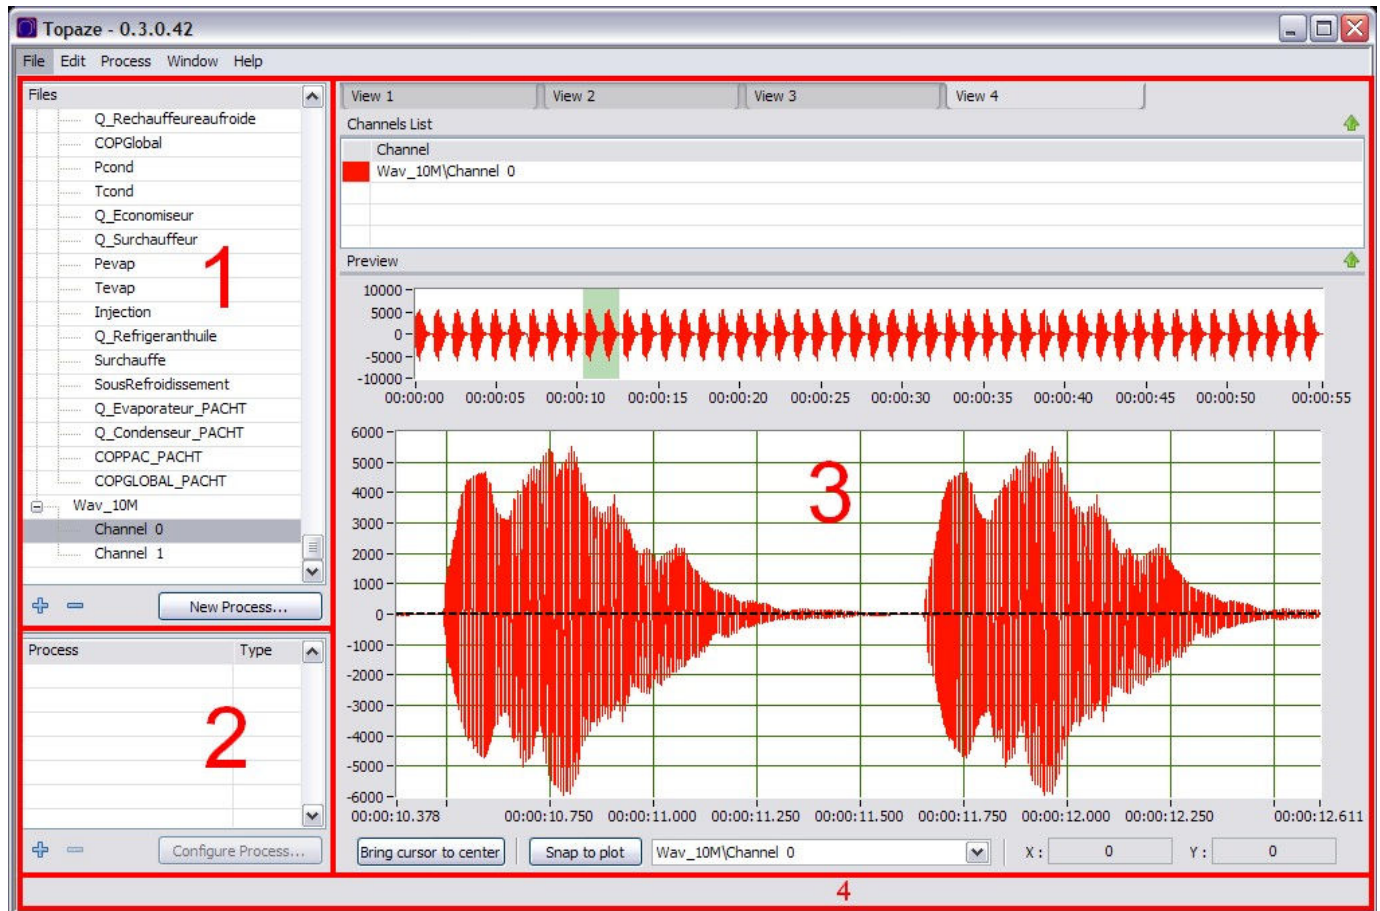 Topaze - 0.3.0.42
File Edit Process Window Help
Files
Q_Rechauffeureaufroide
COPGlobal
Pcond
Tcond
Q_Economiseur
Q_Surchauffeur
Pevap
Tevap
Injection
Q_Refrigeranthuile
Surchauffe
SousRefroidissement
Q_Evaporateur_PACHT
Q_Condenseur_PACHT
COPPAC_PACHT
COPGLOBAL_PACHT
Wav_10M
Channel 0
Channel 1
New Process...
1
Process Type
2
Configure Process...
View 1 View 2 View 3 View 4
Channels List
Channel
Wav_10M\Channel 0
Preview
10000
5000
0
-5000
-10000
00:00:00 00:00:05 00:00:10 00:00:15 00:00:20 00:00:25 00:00:30 00:00:35 00:00:40 00:00:45 00:00:50 00:00:55
6000
5000
4000
3000
2000
1000
0
-1000
-2000
-3000
-4000
-5000
-6000
3
00:00:10.378 00:00:10.750 00:00:11.000 00:00:11.250 00:00:11.500 00:00:11.750 00:00:12.000 00:00:12.250 00:00:12.611
Bring cursor to center Snap to plot Wav_10M\Channel 0 X : 0 Y : 0
4